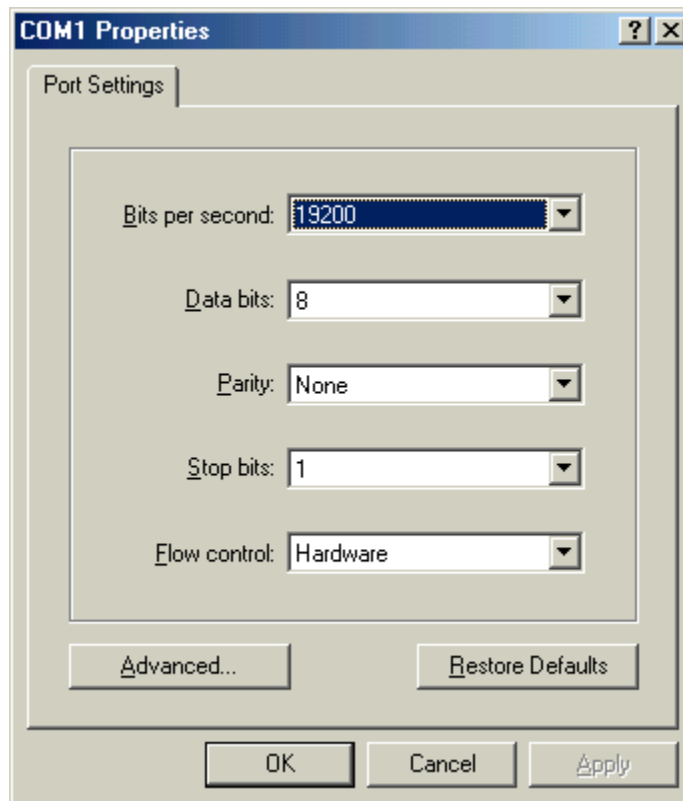 COM1 Properties
Port Settings
Bits per second: 19200
Data bits: 8
Parity: None
Stop bits: 1
Flow control: Hardware
Advanced... Restore Defaults
OK Cancel Apply